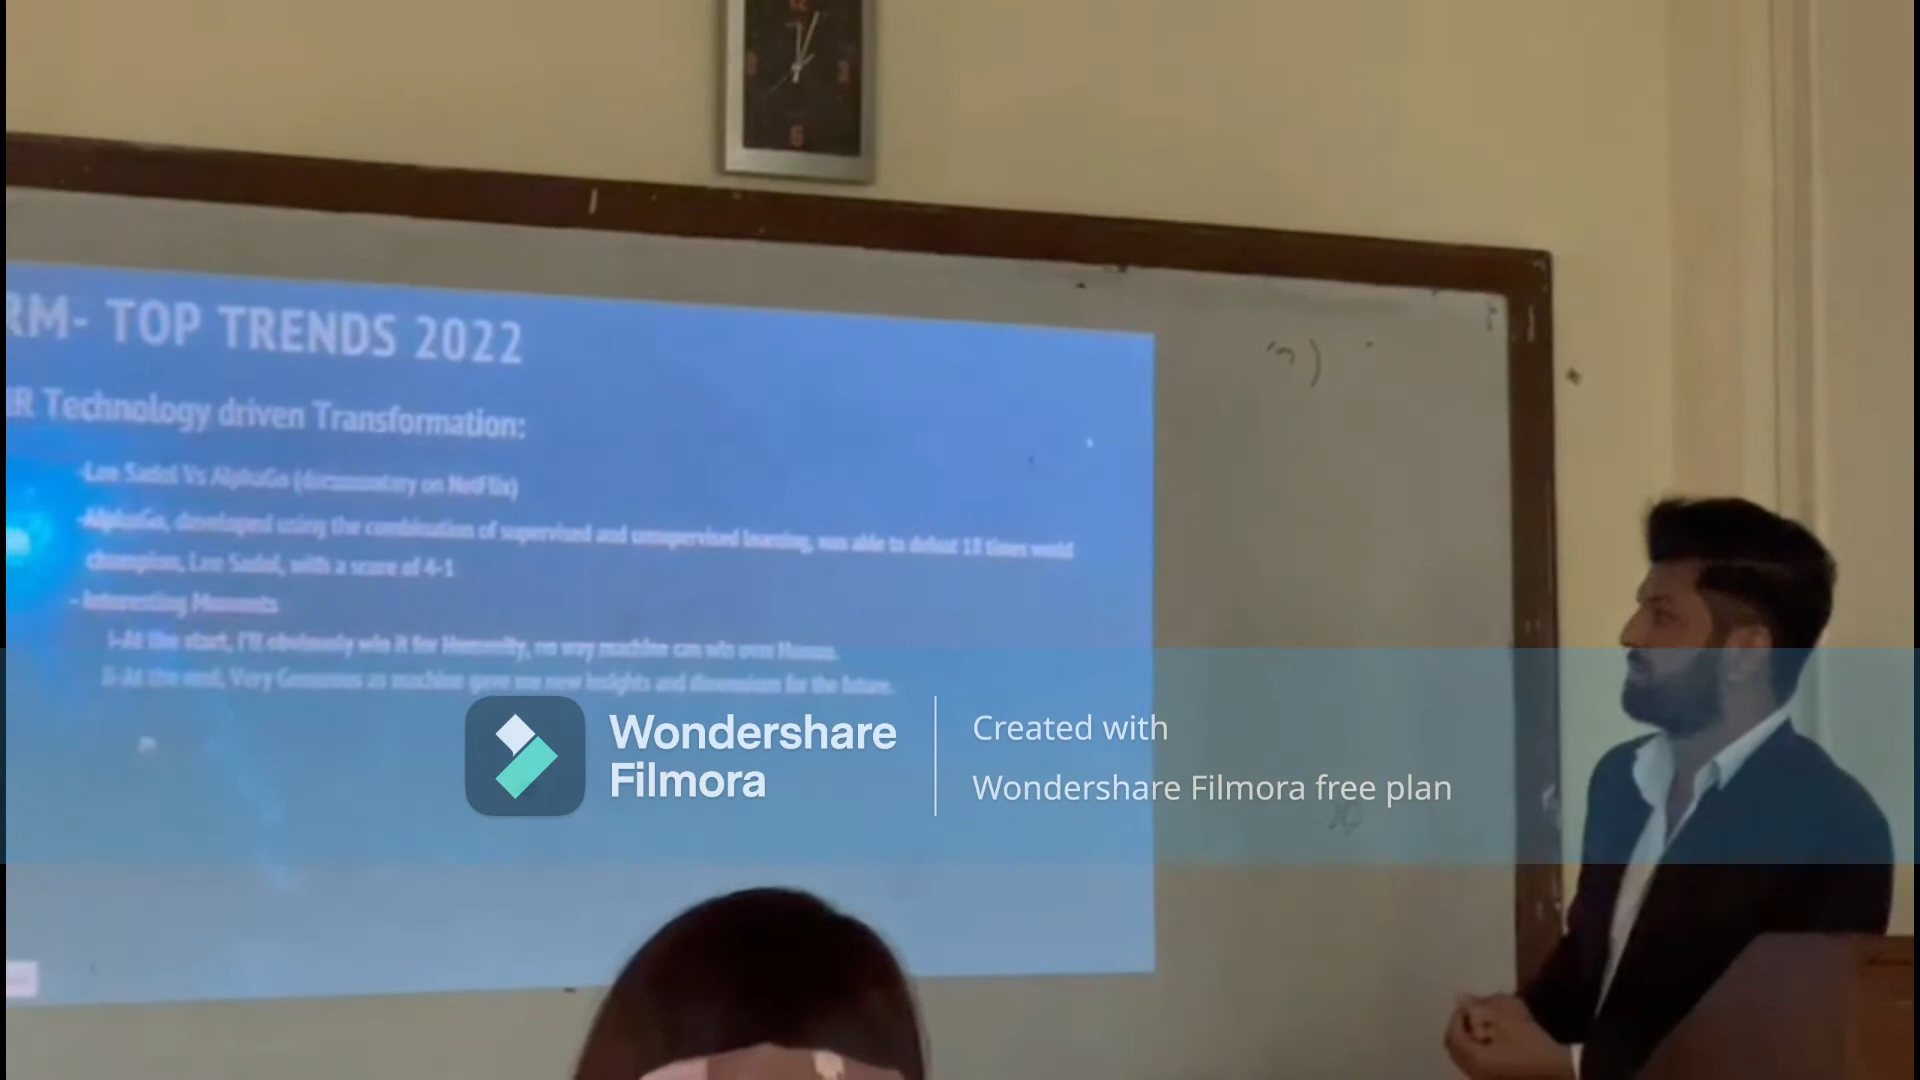 RM- TOP TRENDS 2022
R Technology driven Transformation:
-Lee Sadol Vs AlphaGo (documentary on NetFlix)
-AlphaGo, developed using the combination of supervised and unsupervised learning, was able to defeat 18 times world
champion, Lee Sadol, with a score of 4-1
- Interesting Moments
I-At the start, I'll obviously win it for Humanity, no way machine can win over Human.
II-At the end, Very Generous as machine gave me new insights and dimensions for the future.
Wondershare
Filmora
Created with
Wondershare Filmora free plan